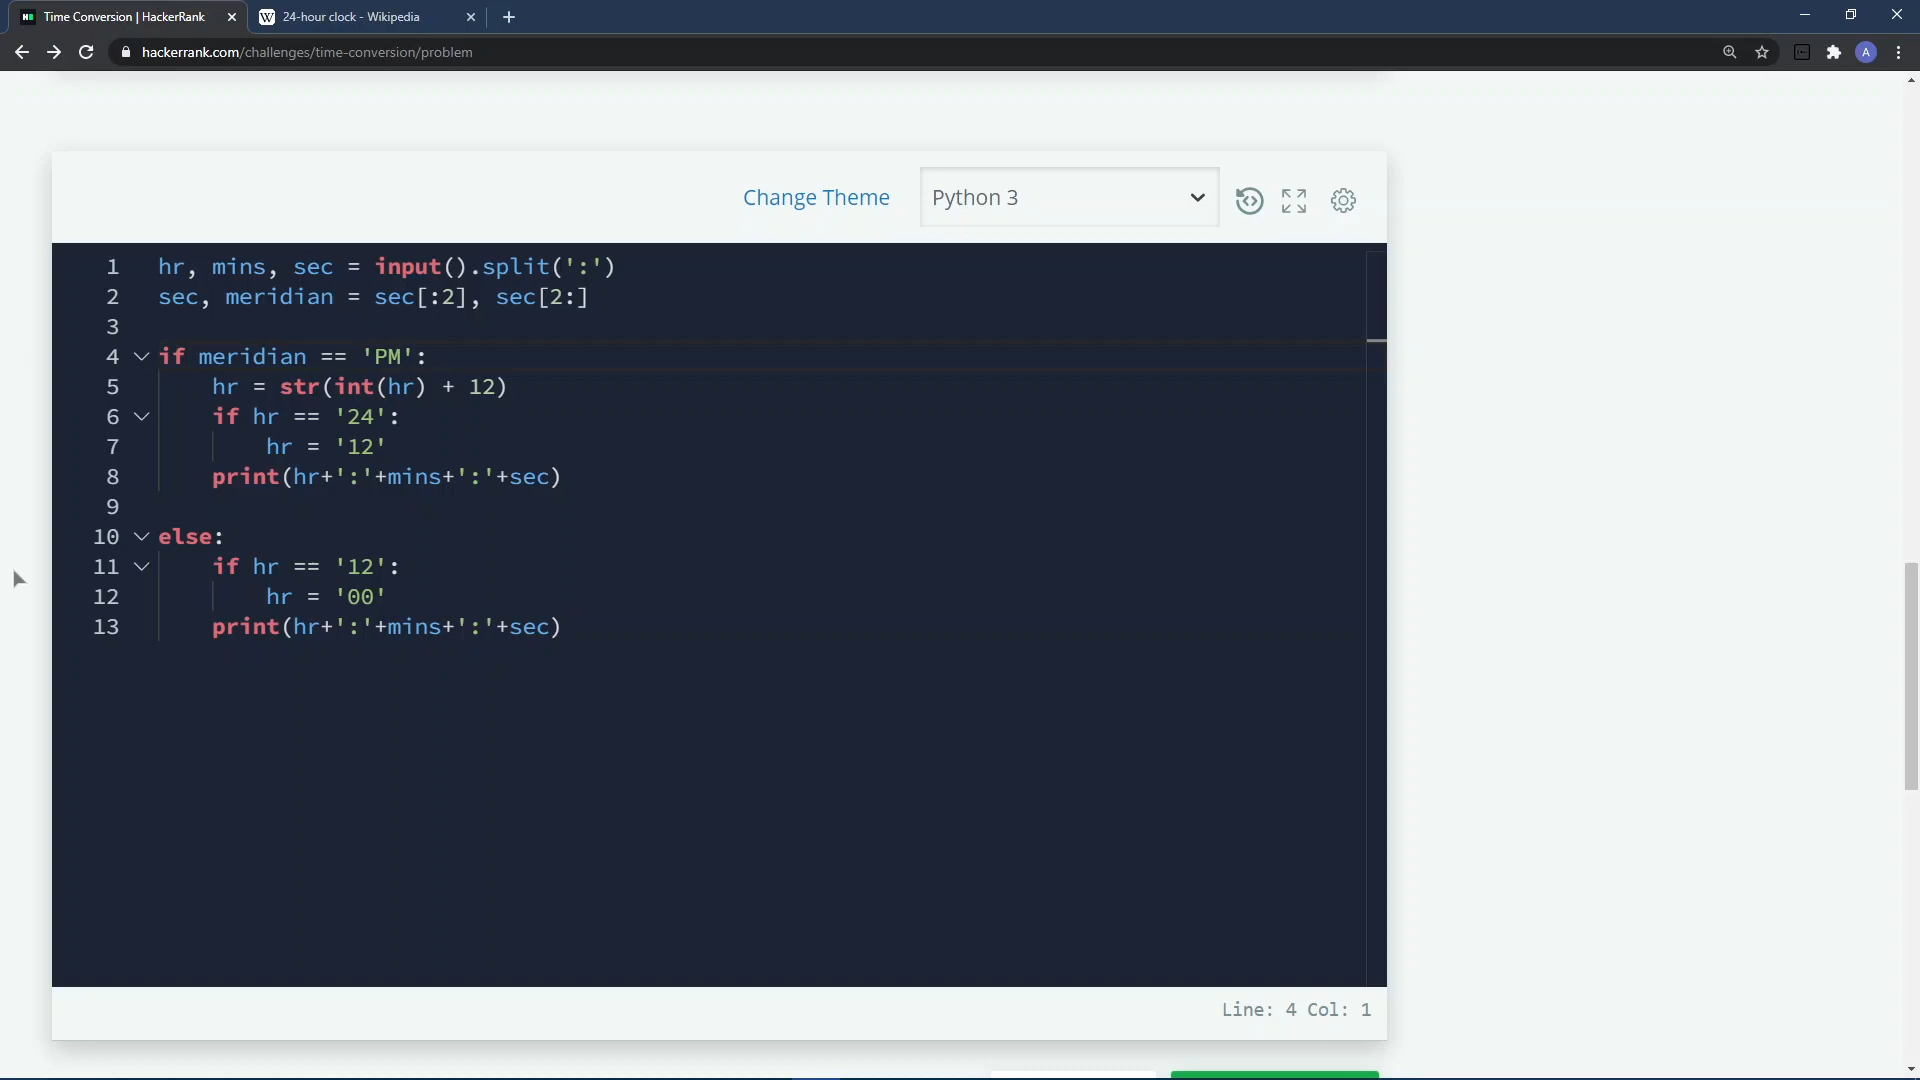 Time Conversion | HackerRank
24-hour clock - Wikipedia
hackerrank.com/challenges/time-conversion/problem
A
Change Theme
Python 3
1 hr, mins, sec = input().split(':')
2 sec, meridian = sec[:2], sec[2:]
3
4 if meridian == 'PM':
5 hr = str(int(hr) + 12)
6 if hr == '24':
7 hr = '12'
8 print(hr+':'+mins+':'+sec)
9
10 else:
11 if hr == '12':
12 hr = '00'
13 print(hr+':'+mins+':'+sec)
Line: 4 Col: 1